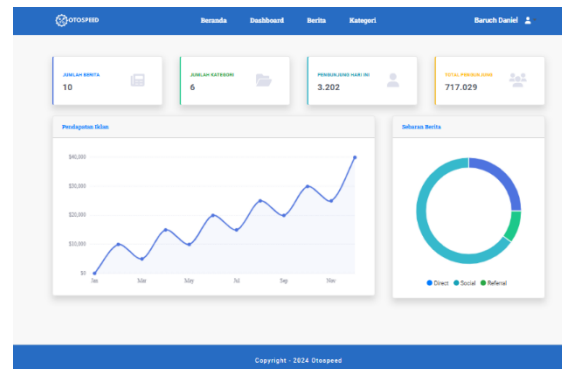 OTOSPEED
Beranda Dashboard Berita Kategori
Baruch Daniel
JUMLAH BERITA
10
JUMLAH KATEGORI
6
PENGUNJUNG HARI INI
3.202
TOTAL PENGUNJUNG
717.029
Pendapatan Iklan
$40,000
$30,000
$20,000
$10,000
$0
Jan Mar May Jul Sep Nov
Sebaran Berita
Direct Social Referral
Copyright - 2024 Otospeed